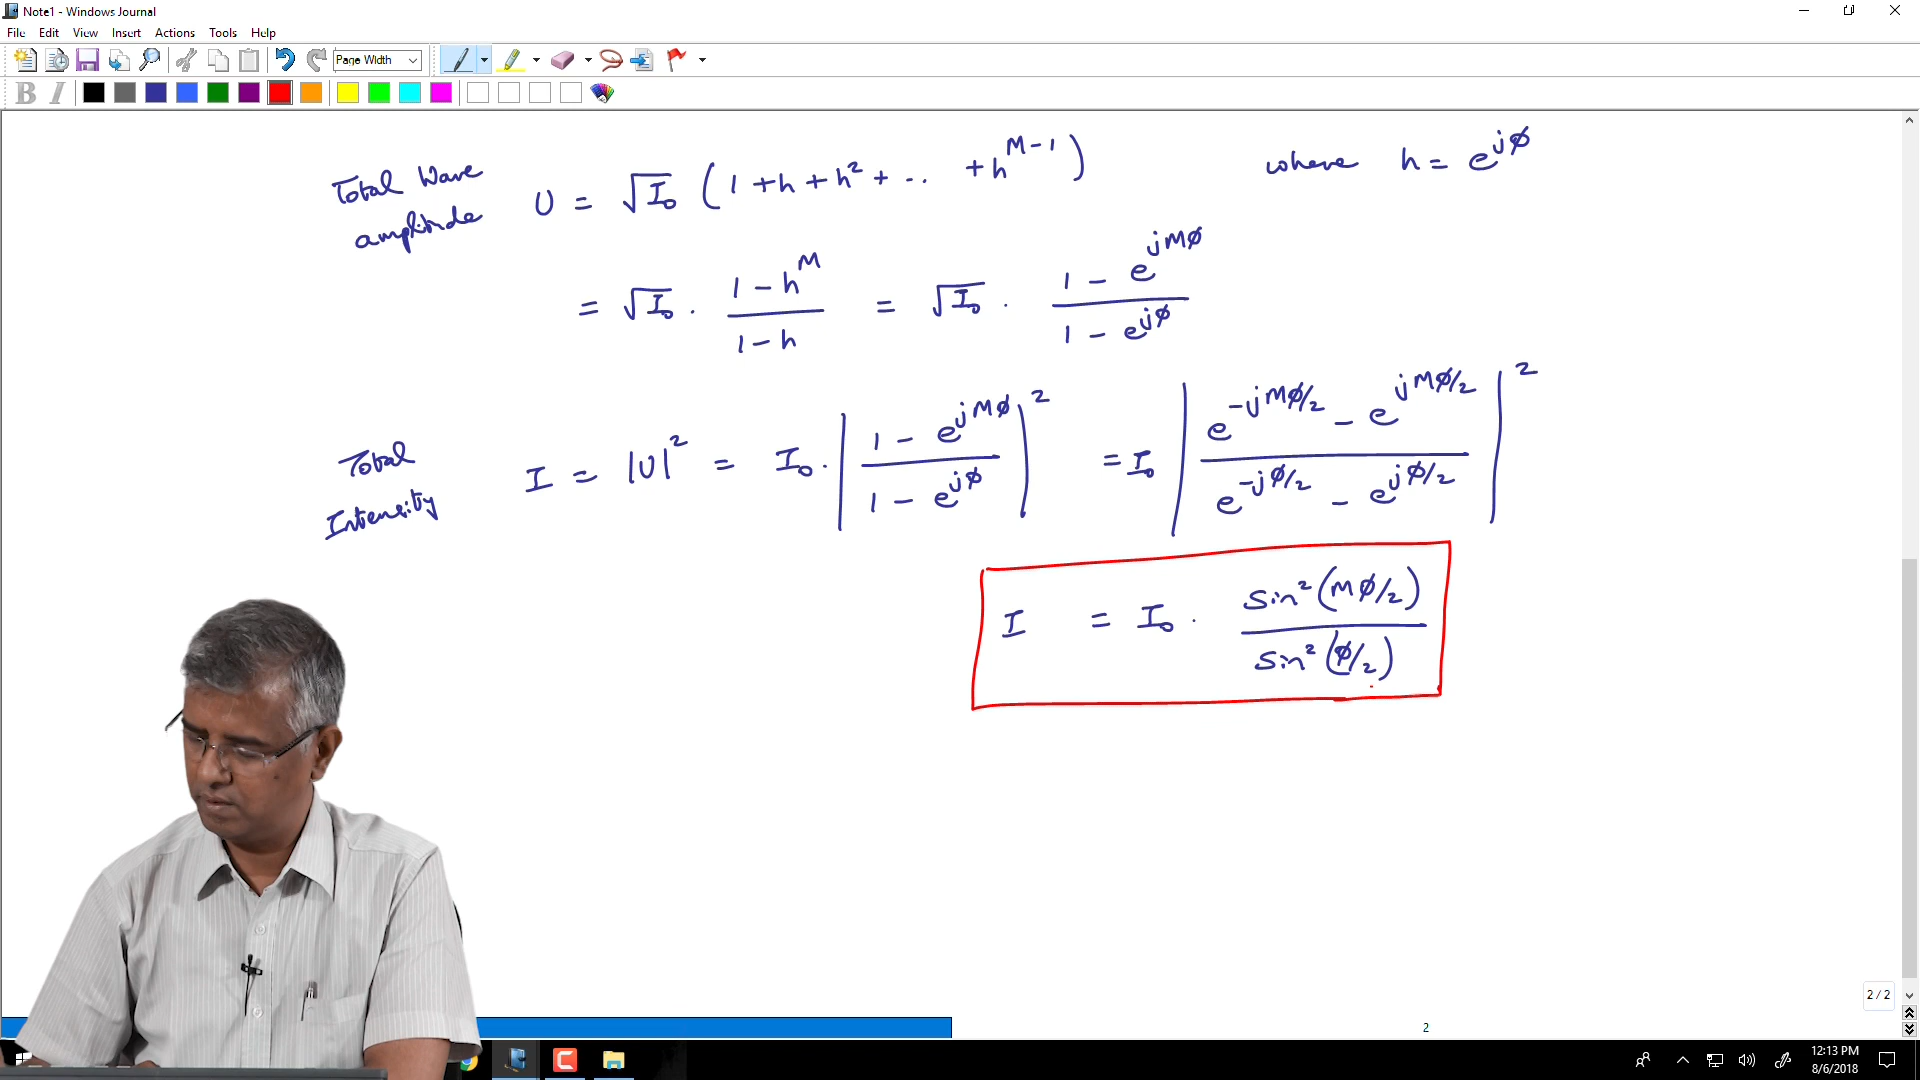 Note1 - Windows Journal
File Edit View Insert Actions Tools Help
Page Width
B I
Total Wave amplitude U = √I₀ (1 + h + h² + .. + h^(M-1)) where h = e^(jφ)
= √I₀ · (1 - h^M)/(1 - h) = √I₀ · (1 - e^(jMφ))/(1 - e^(jφ))
Total Intensity I = |U|² = I₀ · |(1 - e^(jMφ))/(1 - e^(jφ))|² = I₀ |(e^(-jMφ/2) - e^(jMφ/2))/(e^(-jφ/2) - e^(jφ/2))|²
I = I₀ · sin²(Mφ/2)/sin²(φ/2)
2 / 2
2
12:13 PM
8/6/2018